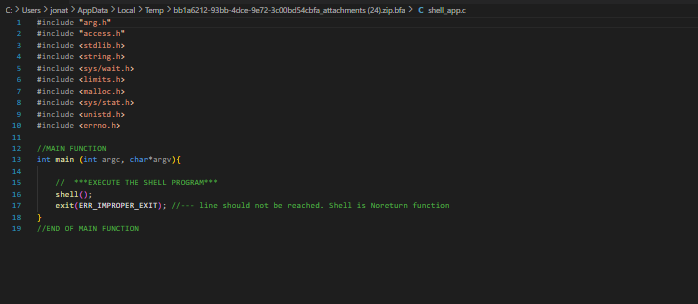 C: > Users > jonat > AppData > Local > Temp > bb1a6212-93bb-4dce-9e72-3c00bd54cbfa_attachments (24).zip.bfa > C shell_app.c
1 #include "arg.h"
2 #include "access.h"
3 #include <stdlib.h>
4 #include <string.h>
5 #include <sys/wait.h>
6 #include <limits.h>
7 #include <malloc.h>
8 #include <sys/stat.h>
9 #include <unistd.h>
10 #include <errno.h>
11
12 //MAIN FUNCTION
13 int main (int argc, char*argv){
14
15 // ***EXECUTE THE SHELL PROGRAM***
16 shell();
17 exit(ERR_IMPROPER_EXIT); //--- line should not be reached. Shell is Noreturn function
18 }
19 //END OF MAIN FUNCTION